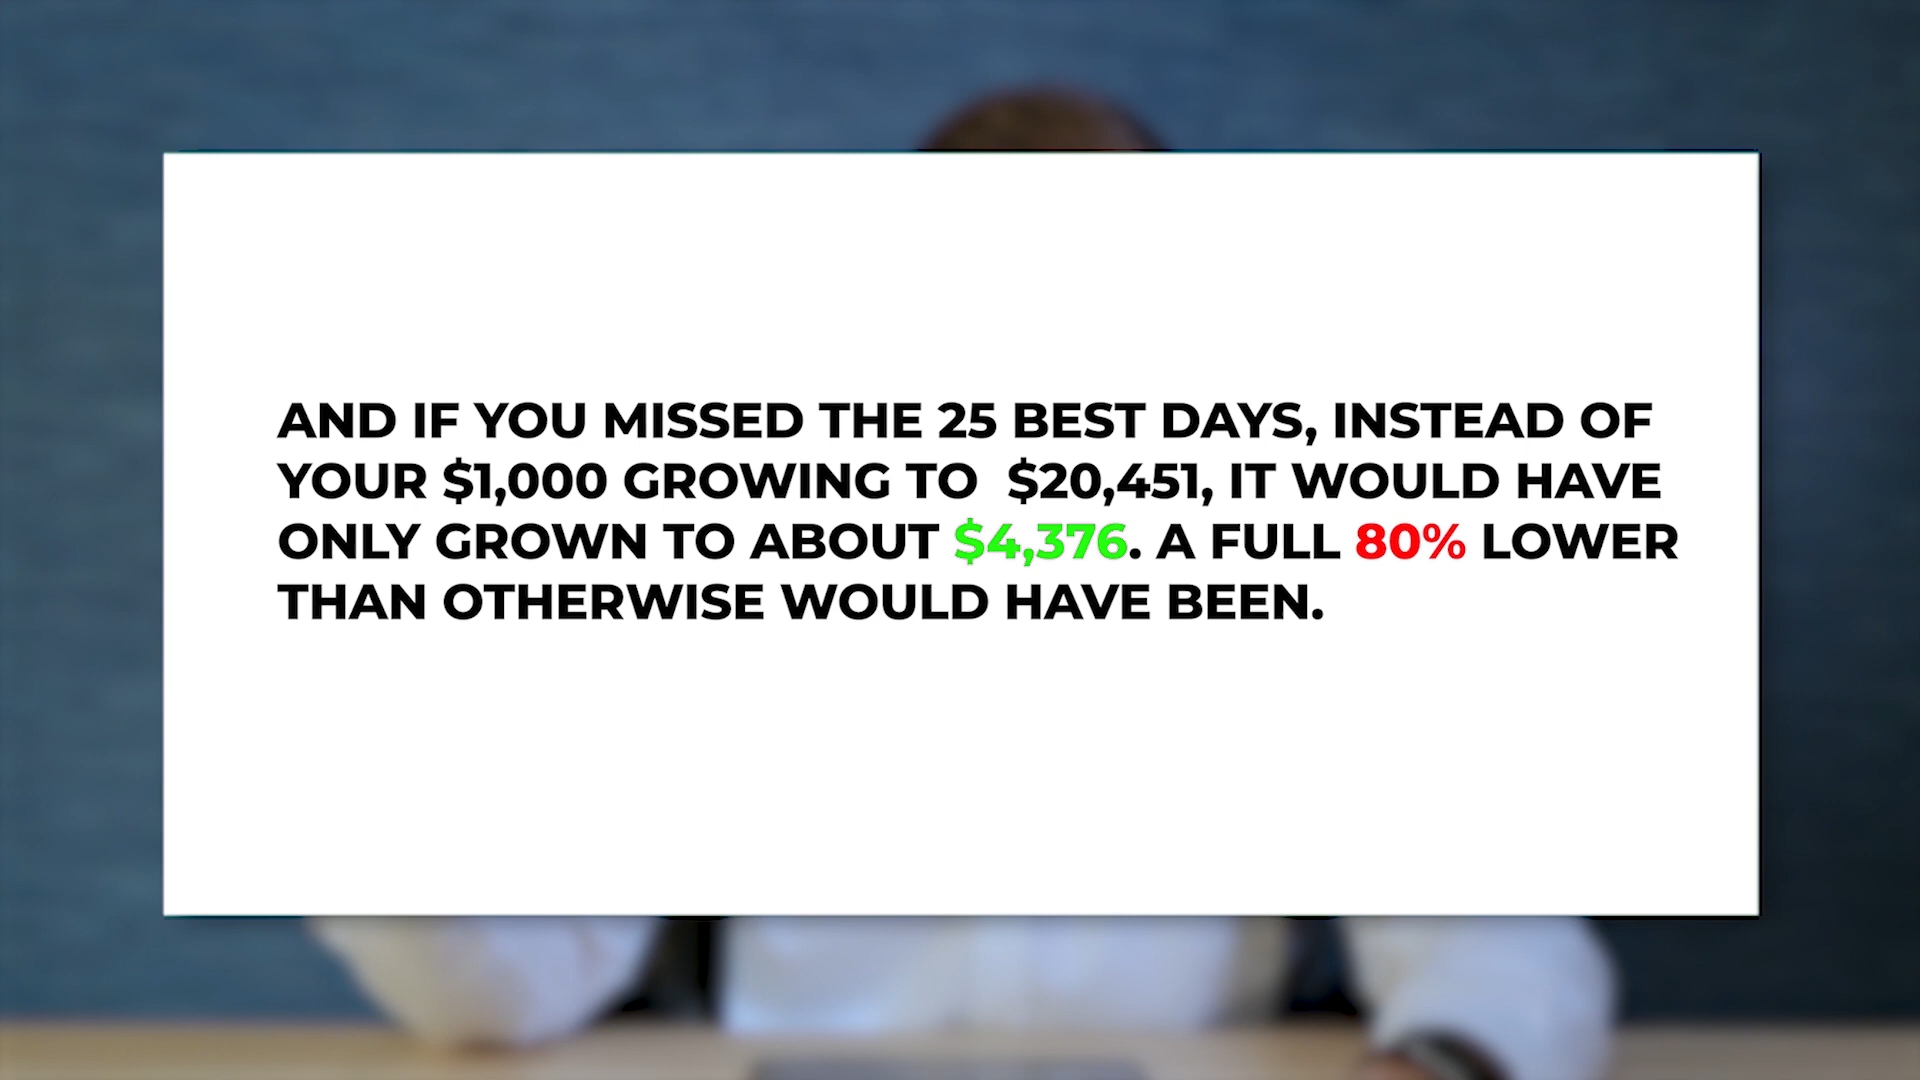 AND IF YOU MISSED THE 25 BEST DAYS, INSTEAD OF
YOUR $1,000 GROWING TO $20,451, IT WOULD HAVE
ONLY GROWN TO ABOUT $4,376. A FULL 80% LOWER
THAN OTHERWISE WOULD HAVE BEEN.